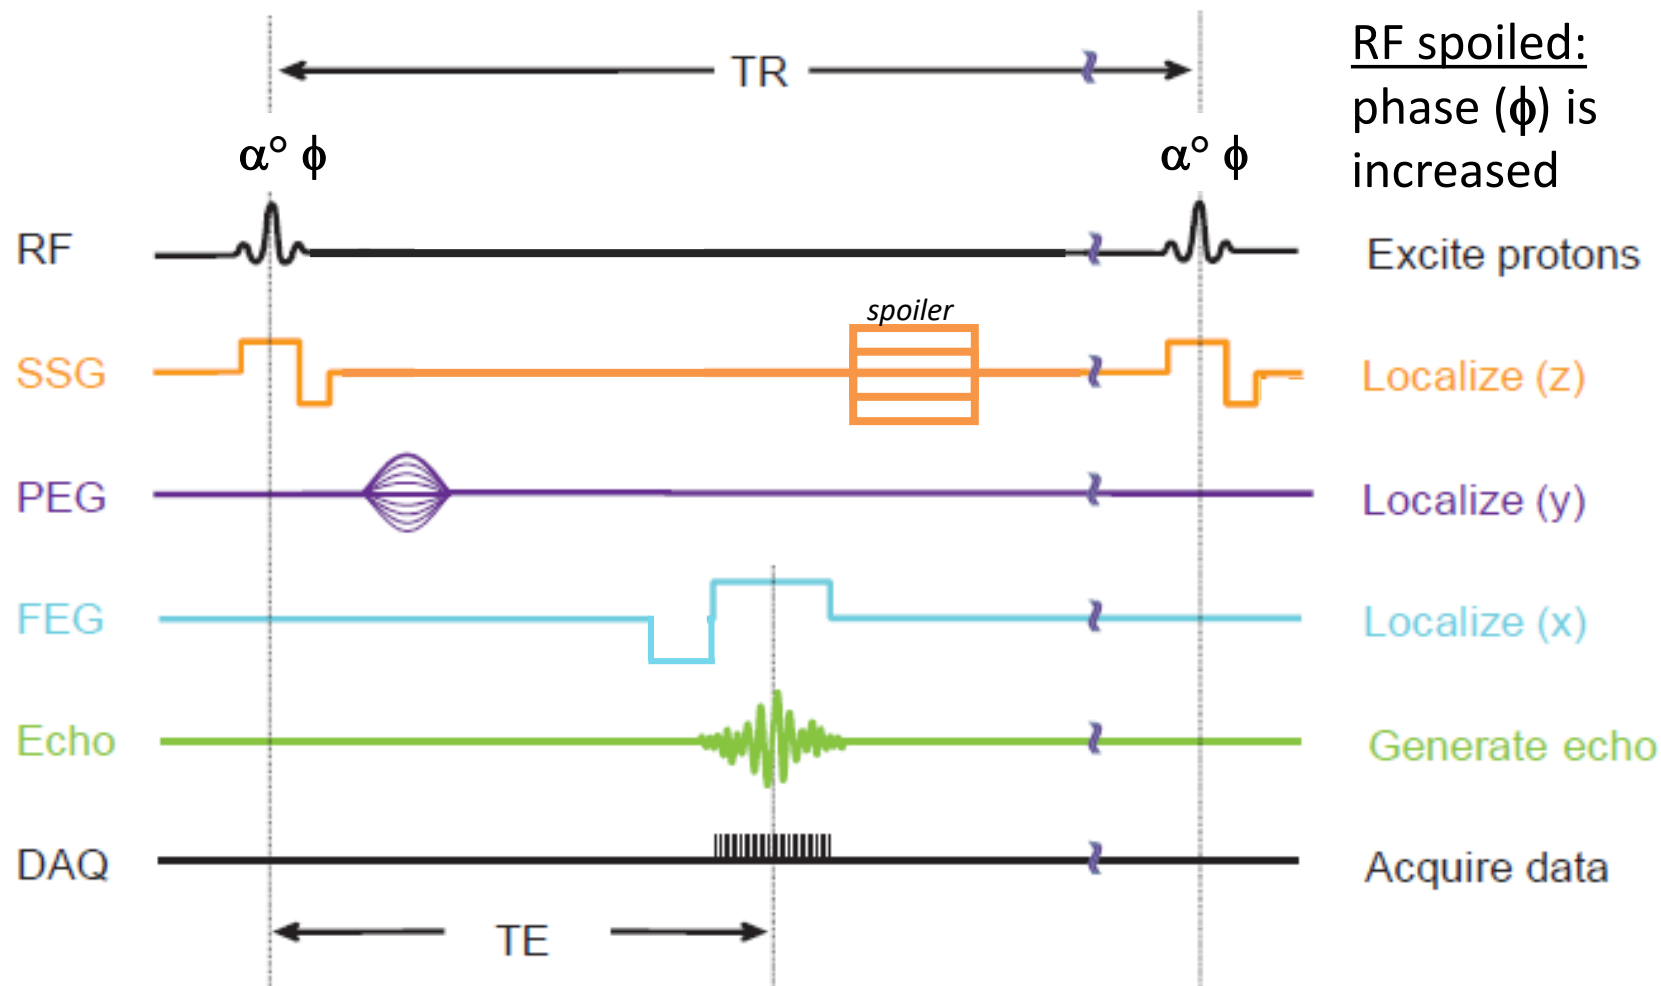 TR
RF spoiled:
phase (ϕ) is
increased
α° ϕ
α° ϕ
RF
Excite protons
spoiler
SSG
Localize (z)
PEG
Localize (y)
FEG
Localize (x)
Echo
Generate echo
DAQ
Acquire data
TE